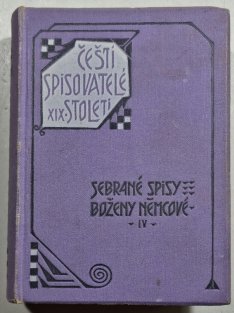 ČEŠTÍ
SPISOVATELÉ
XIX. STOLETÍ
SEBRANÉ SPISY
BOŽENY NĚMCOVÉ
IV